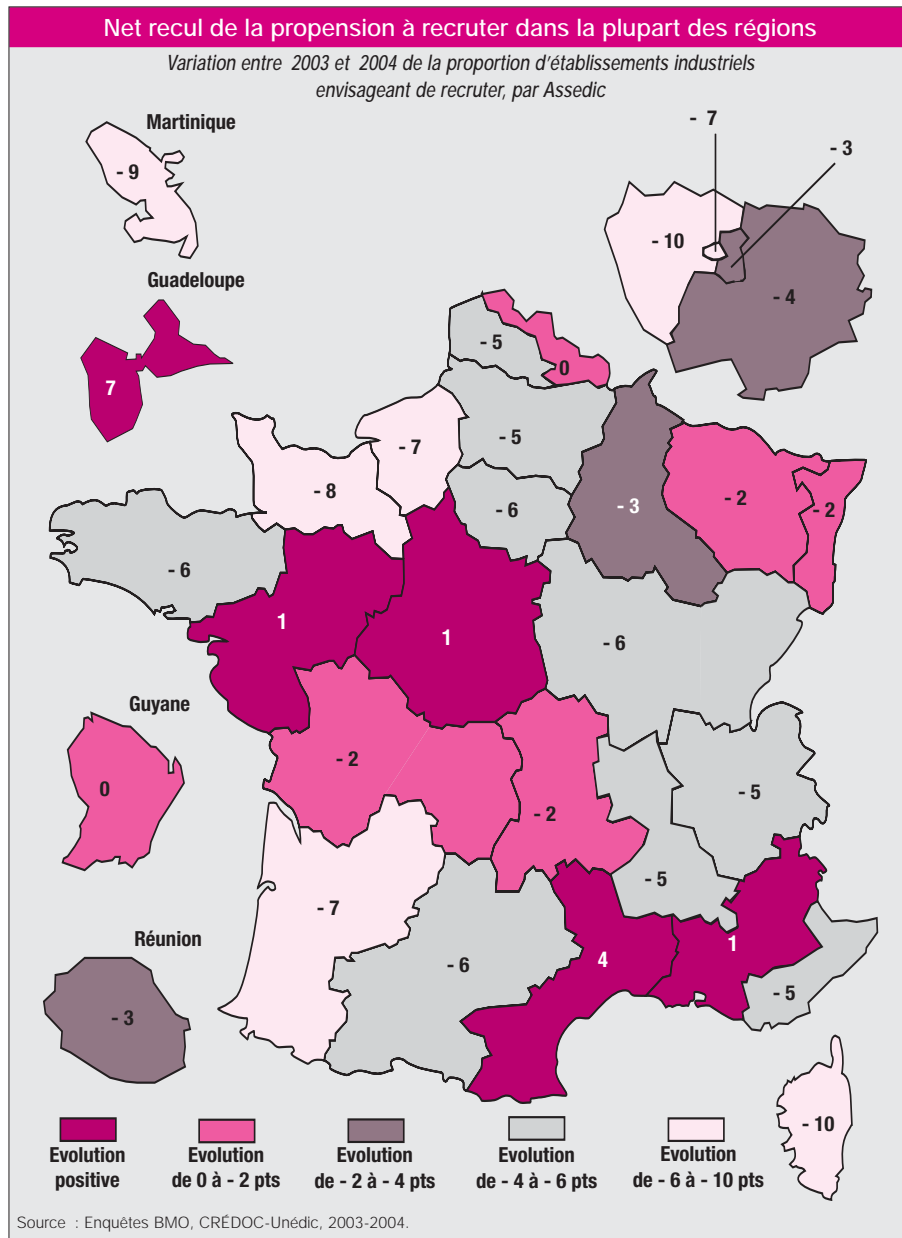 Net recul de la propension à recruter dans la plupart des régions
Variation entre 2003 et 2004 de la proportion d'établissements industriels
envisageant de recruter, par Assedic
Martinique
- 9
- 7
- 3
- 10
- 4
Guadeloupe
7
- 5
0
- 5
- 7
- 8
- 6
- 3
- 2
- 2
- 6
1
1
- 6
Guyane
0
- 2
- 2
- 5
- 5
- 7
- 6
4
1
- 5
Réunion
- 3
- 10
Evolution
positive
Evolution
de 0 à - 2 pts
Evolution
de - 2 à - 4 pts
Evolution
de - 4 à - 6 pts
Evolution
de - 6 à - 10 pts
Source : Enquêtes BMO, CRÉDOC-Unédic, 2003-2004.